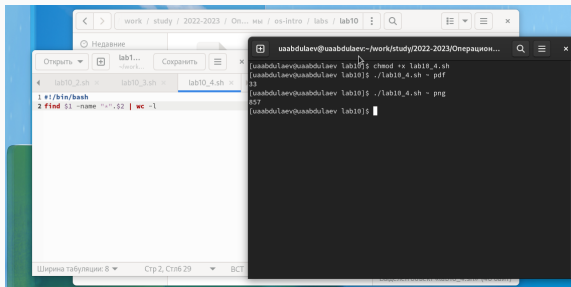 work / study / 2022-2023 / Оп... мы / os-intro / labs / lab10
Недавние
Открыть
lab1...
Сохранить
lab10_2.sh
lab10_3.sh
lab10_4.sh
1 #!/bin/bash
2 find $1 -name "*".$2 | wc -l
Ширина табуляции: 8
Стр 2, Стлб 29
ВСТ
uaabdulaev@uaabdulaev:~/work/study/2022-2023/Операцион...
[uaabdulaev@uaabdulaev lab10]$ chmod +x lab10_4.sh
[uaabdulaev@uaabdulaev lab10]$ ./lab10_4.sh ~ pdf
33
[uaabdulaev@uaabdulaev lab10]$ ./lab10_4.sh ~ png
857
[uaabdulaev@uaabdulaev lab10]$